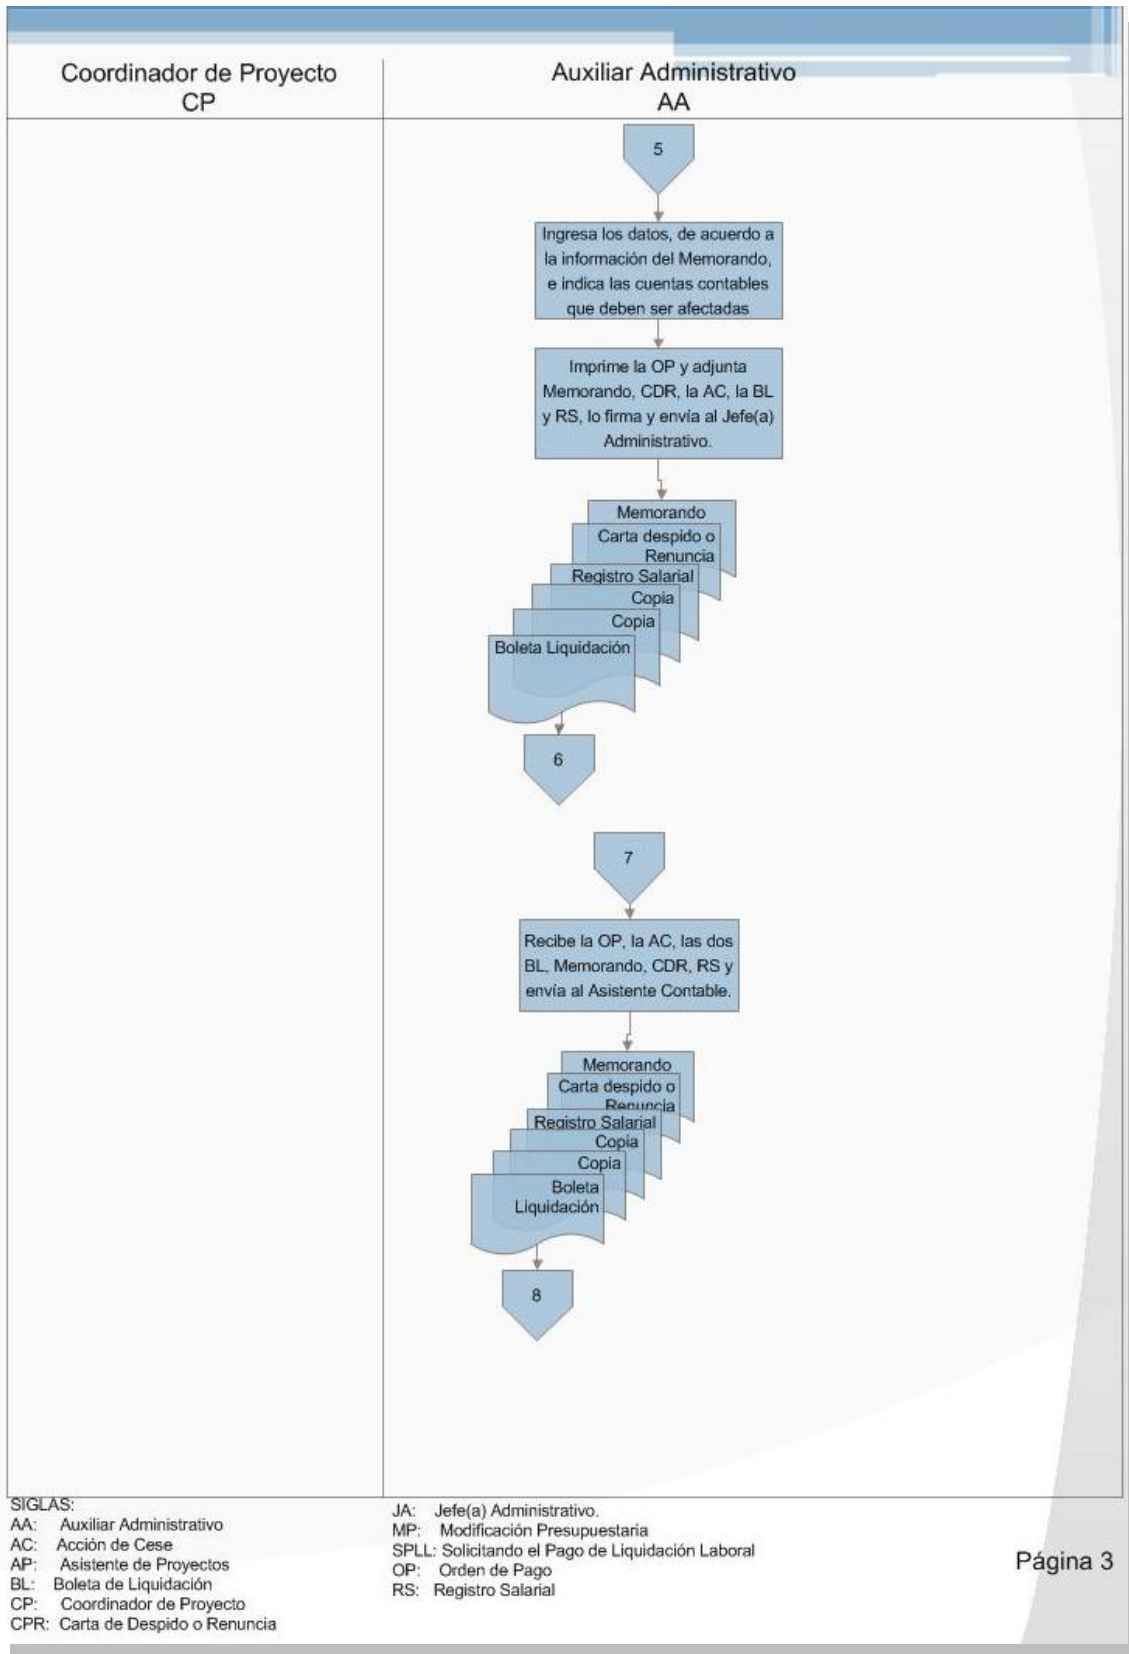 Coordinador de Proyecto
CP
Auxiliar Administrativo
AA
5
Ingresa los datos, de acuerdo a
la información del Memorando,
e indica las cuentas contables
que deben ser afectadas
Imprime la OP y adjunta
Memorando, CDR, la AC, la BL
y RS, lo firma y envía al Jefe(a)
Administrativo.
Memorando
Carta despido o
Renuncia
Registro Salarial
Copia
Copia
Boleta Liquidación
6
7
Recibe la OP, la AC, las dos
BL, Memorando, CDR, RS y
envía al Asistente Contable.
Memorando
Carta despido o
Renuncia
Registro Salarial
Copia
Copia
Boleta
Liquidación
8
SIGLAS:
AA: Auxiliar Administrativo
AC: Acción de Cese
AP: Asistente de Proyectos
BL: Boleta de Liquidación
CP: Coordinador de Proyecto
CPR: Carta de Despido o Renuncia
JA: Jefe(a) Administrativo.
MP: Modificación Presupuestaria
SPLL: Solicitando el Pago de Liquidación Laboral
OP: Orden de Pago
RS: Registro Salarial
Página 3